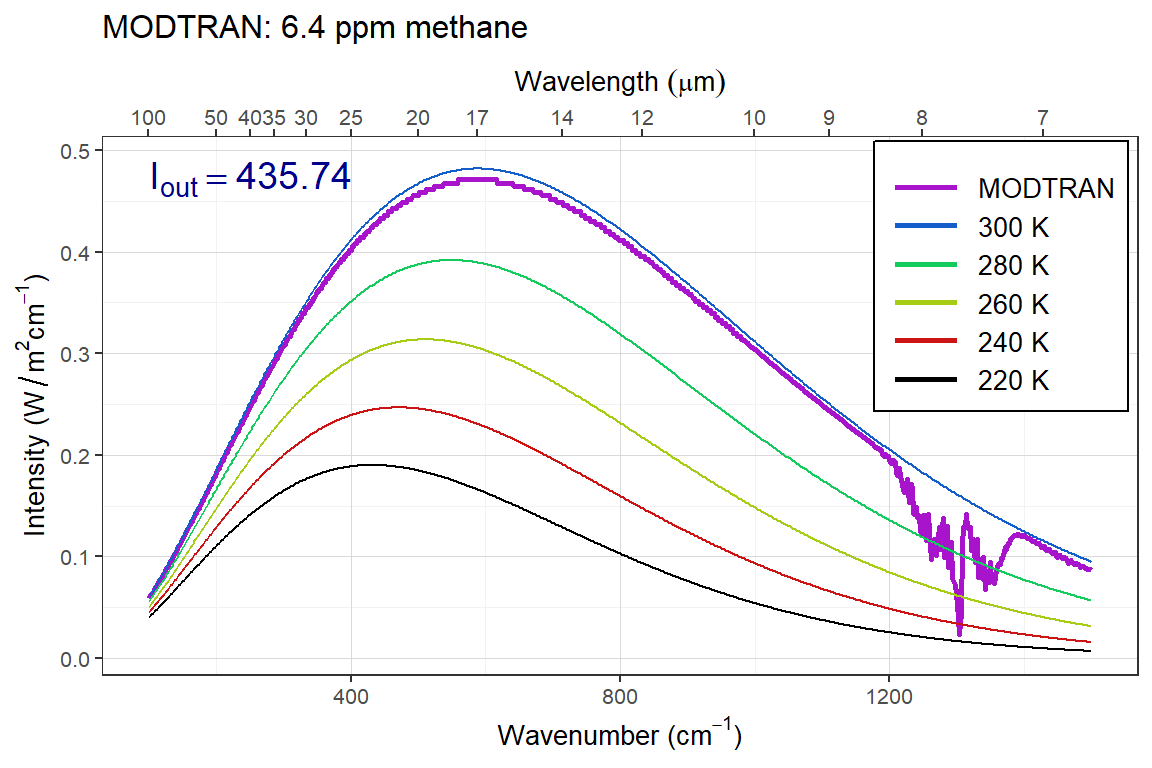 MODTRAN: 6.4 ppm methane
Wavelength (μm)
100 50 40 35 30 25 20 17 14 12 10 9 8 7
I_out = 435.74
0.5
0.4
0.3
0.2
0.1
0.0
Intensity (W / m² cm⁻¹)
MODTRAN
300 K
280 K
260 K
240 K
220 K
400 800 1200
Wavenumber (cm⁻¹)